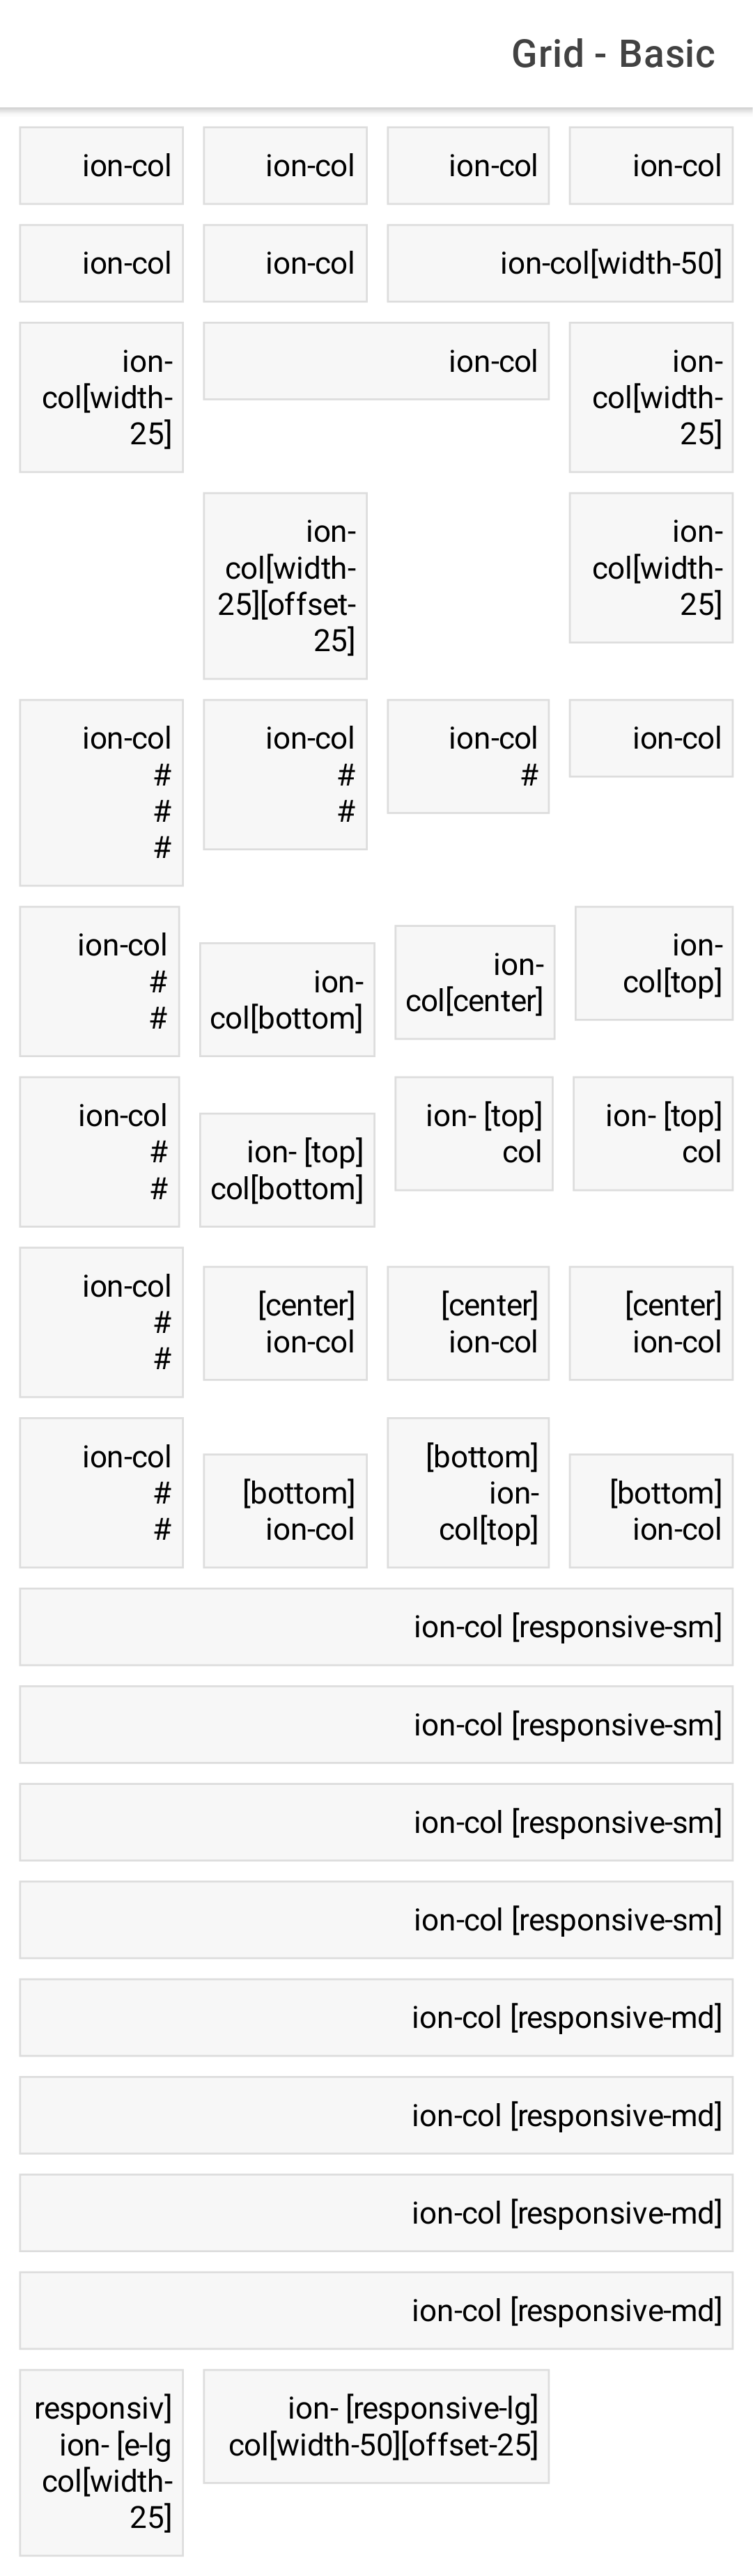 Grid - Basic
ion-col
ion-col
ion-col
ion-col
ion-col
ion-col
ion-col[width-50]
ion-
col[width-
25]
ion-col
ion-
col[width-
25]
ion-
col[width-
25][offset-
25]
ion-
col[width-
25]
ion-col
#
#
#
ion-col
#
#
ion-col
#
ion-col
ion-col
#
#
ion-
col[bottom]
ion-
col[center]
ion-
col[top]
ion-col
#
#
ion- [top]
col[bottom]
ion- [top]
col
ion- [top]
col
ion-col
#
#
[center]
ion-col
[center]
ion-col
[center]
ion-col
ion-col
#
#
[bottom]
ion-col
[bottom]
ion-
col[top]
[bottom]
ion-col
ion-col [responsive-sm]
ion-col [responsive-sm]
ion-col [responsive-sm]
ion-col [responsive-sm]
ion-col [responsive-md]
ion-col [responsive-md]
ion-col [responsive-md]
ion-col [responsive-md]
responsiv]
ion- [e-lg
col[width-
25]
ion- [responsive-lg]
col[width-50][offset-25]